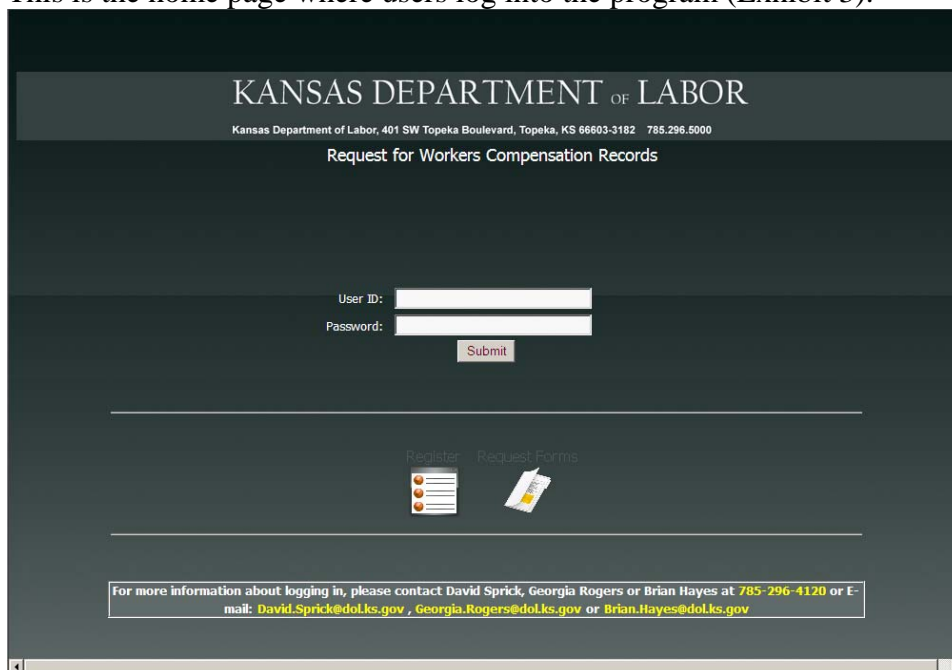 This is the home page where users log into the program (Exhibit 3).
KANSAS DEPARTMENT OF LABOR
Kansas Department of Labor, 401 SW Topeka Boulevard, Topeka, KS 66603-3182 785.296.5000
Request for Workers Compensation Records
User ID:
Password:
Submit
Register Request Forms
For more information about logging in, please contact David Sprick, Georgia Rogers or Brian Hayes at 785-296-4120 or E-
mail: David.Sprick@dol.ks.gov , Georgia.Rogers@dol.ks.gov or Brian.Hayes@dol.ks.gov